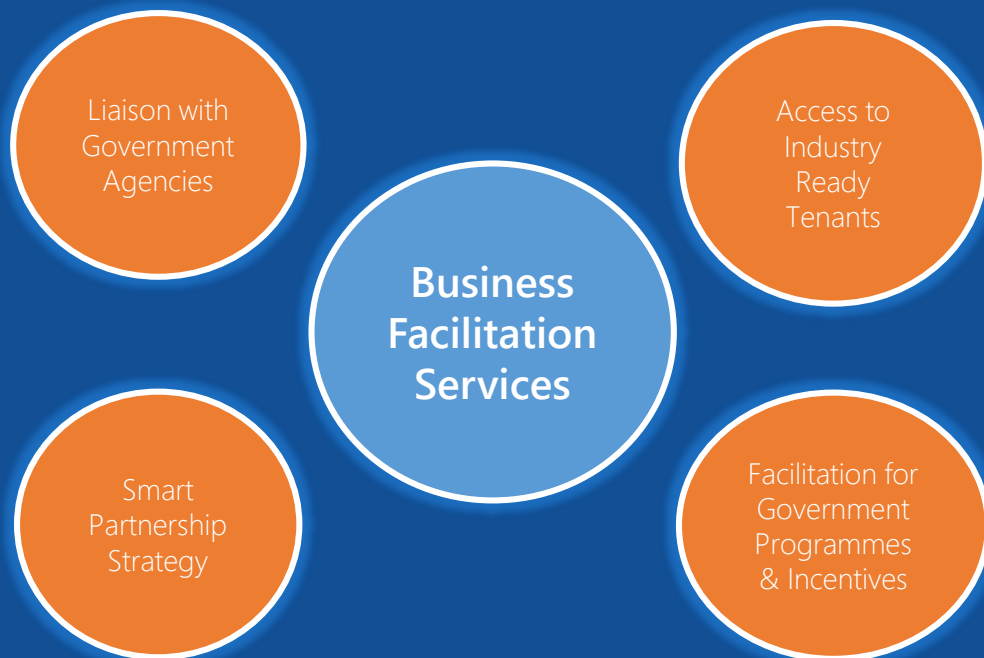 Liaison with
Government
Agencies
Access to
Industry
Ready
Tenants
Business
Facilitation
Services
Smart
Partnership
Strategy
Facilitation for
Government
Programmes
& Incentives